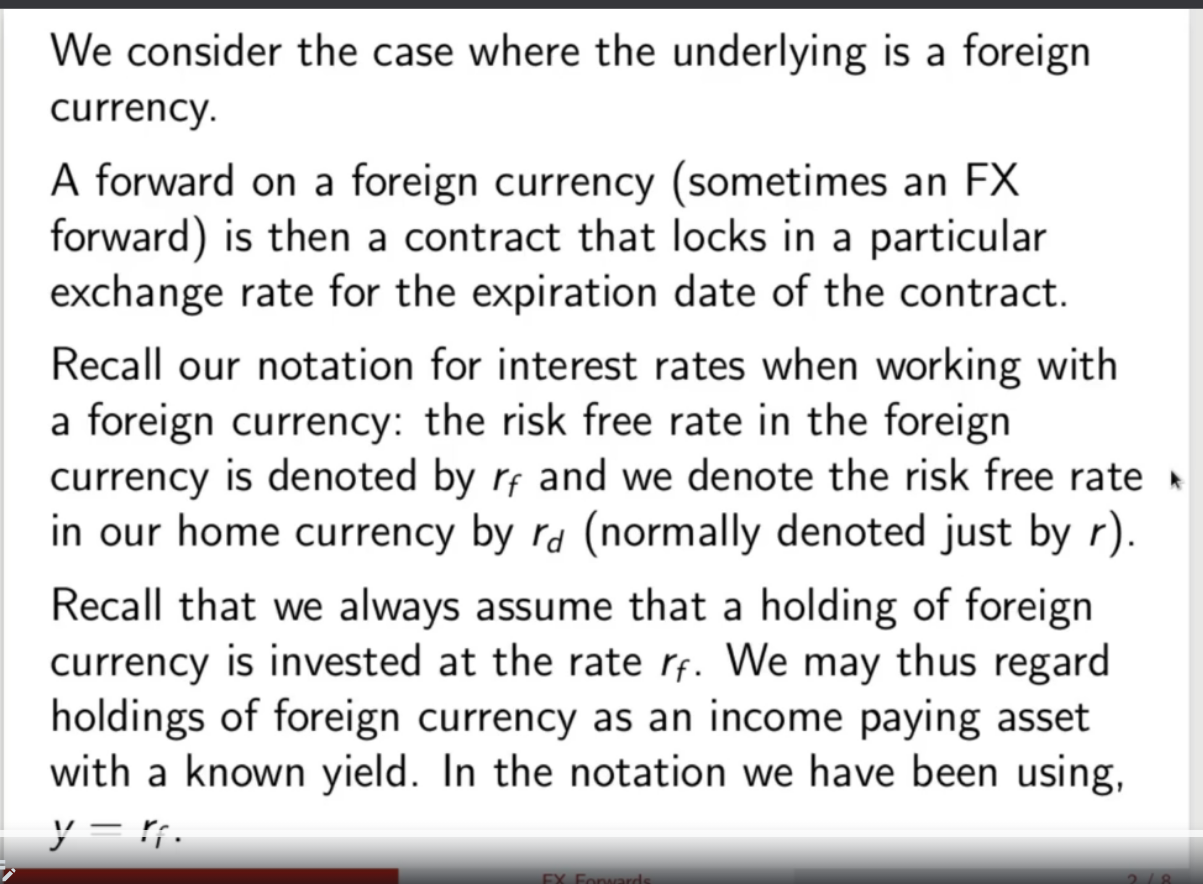 We consider the case where the underlying is a foreign
currency.
A forward on a foreign currency (sometimes an FX
forward) is then a contract that locks in a particular
exchange rate for the expiration date of the contract.
Recall our notation for interest rates when working with
a foreign currency: the risk free rate in the foreign
currency is denoted by r_f and we denote the risk free rate
in our home currency by r_d (normally denoted just by r).
Recall that we always assume that a holding of foreign
currency is invested at the rate r_f. We may thus regard
holdings of foreign currency as an income paying asset
with a known yield. In the notation we have been using,
y = r_f.
FX Forwards
2 / 8